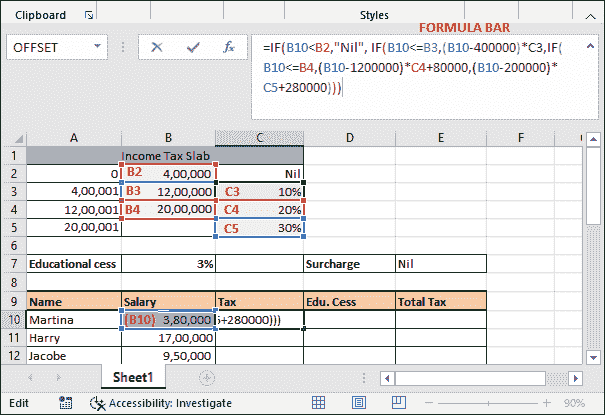 Clipboard Styles
FORMULA BAR
OFFSET fx =IF(B10<B2,"Nil", IF(B10<=B3,(B10-400000)*C3,IF(
B10<=B4,(B10-1200000)*C4+80000,(B10-200000)*
C5+280000)))
A B C D E F
1 Income Tax Slab
2 0 B2 4,00,000 Nil
3 4,00,001 B3 12,00,000 C3 10%
4 12,00,001 B4 20,00,000 C4 20%
5 20,00,001 C5 30%
6
7 Educational cess 3% Surcharge Nil
8
9 Name Salary Tax Edu. Cess Total Tax
10 Martina (B10) 3,80,000 5+280000)))
11 Harry 17,00,000
12 Jacobe 9,50,000
Sheet1
Edit Accessibility: Investigate 90%